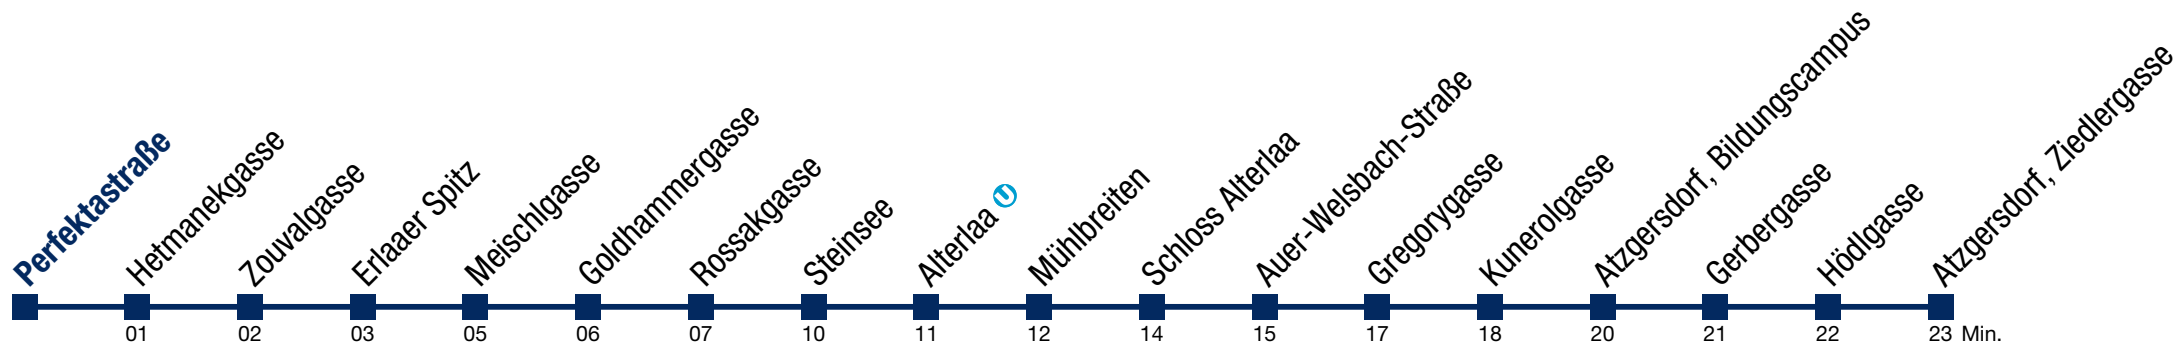 Perfektastraße
Hetmanekgasse
Zouvalgasse
Erlaaer Spitz
Meischlgasse
Goldhammergasse
Rossakgasse
Steinsee
Alterlaa U
Mühlbreiten
Schloss Alterlaa
Auer-Welsbach-Straße
Gregorygasse
Kunerolgasse
Atzgersdorf, Bildungscampus
Gerbergasse
Hödlgasse
Atzgersdorf, Ziedlergasse
01 02 03 05 06 07 10 11 12 14 15 17 18 20 21 22 23 Min.